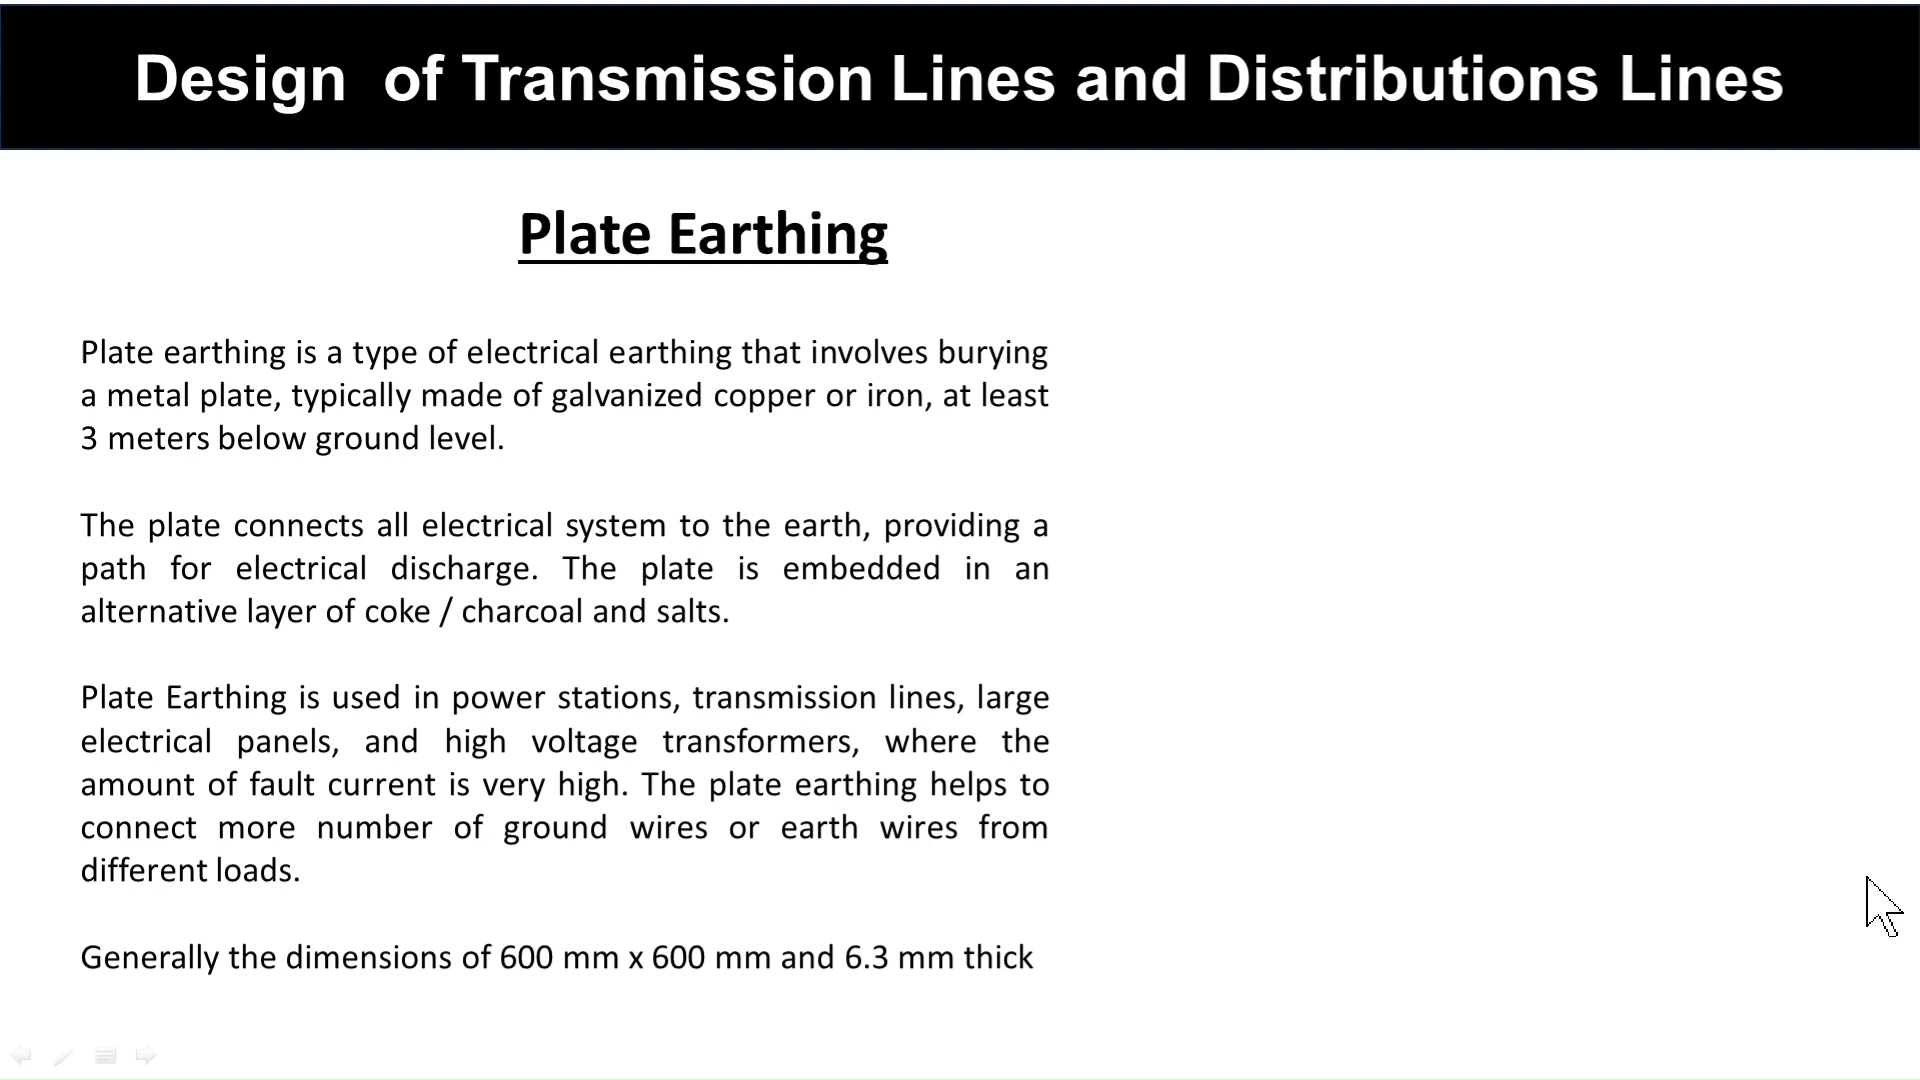 Design of Transmission Lines and Distributions Lines
Plate Earthing
Plate earthing is a type of electrical earthing that involves burying
a metal plate, typically made of galvanized copper or iron, at least
3 meters below ground level.
The plate connects all electrical system to the earth, providing a
path for electrical discharge. The plate is embedded in an
alternative layer of coke / charcoal and salts.
Plate Earthing is used in power stations, transmission lines, large
electrical panels, and high voltage transformers, where the
amount of fault current is very high. The plate earthing helps to
connect more number of ground wires or earth wires from
different loads.
Generally the dimensions of 600 mm x 600 mm and 6.3 mm thick